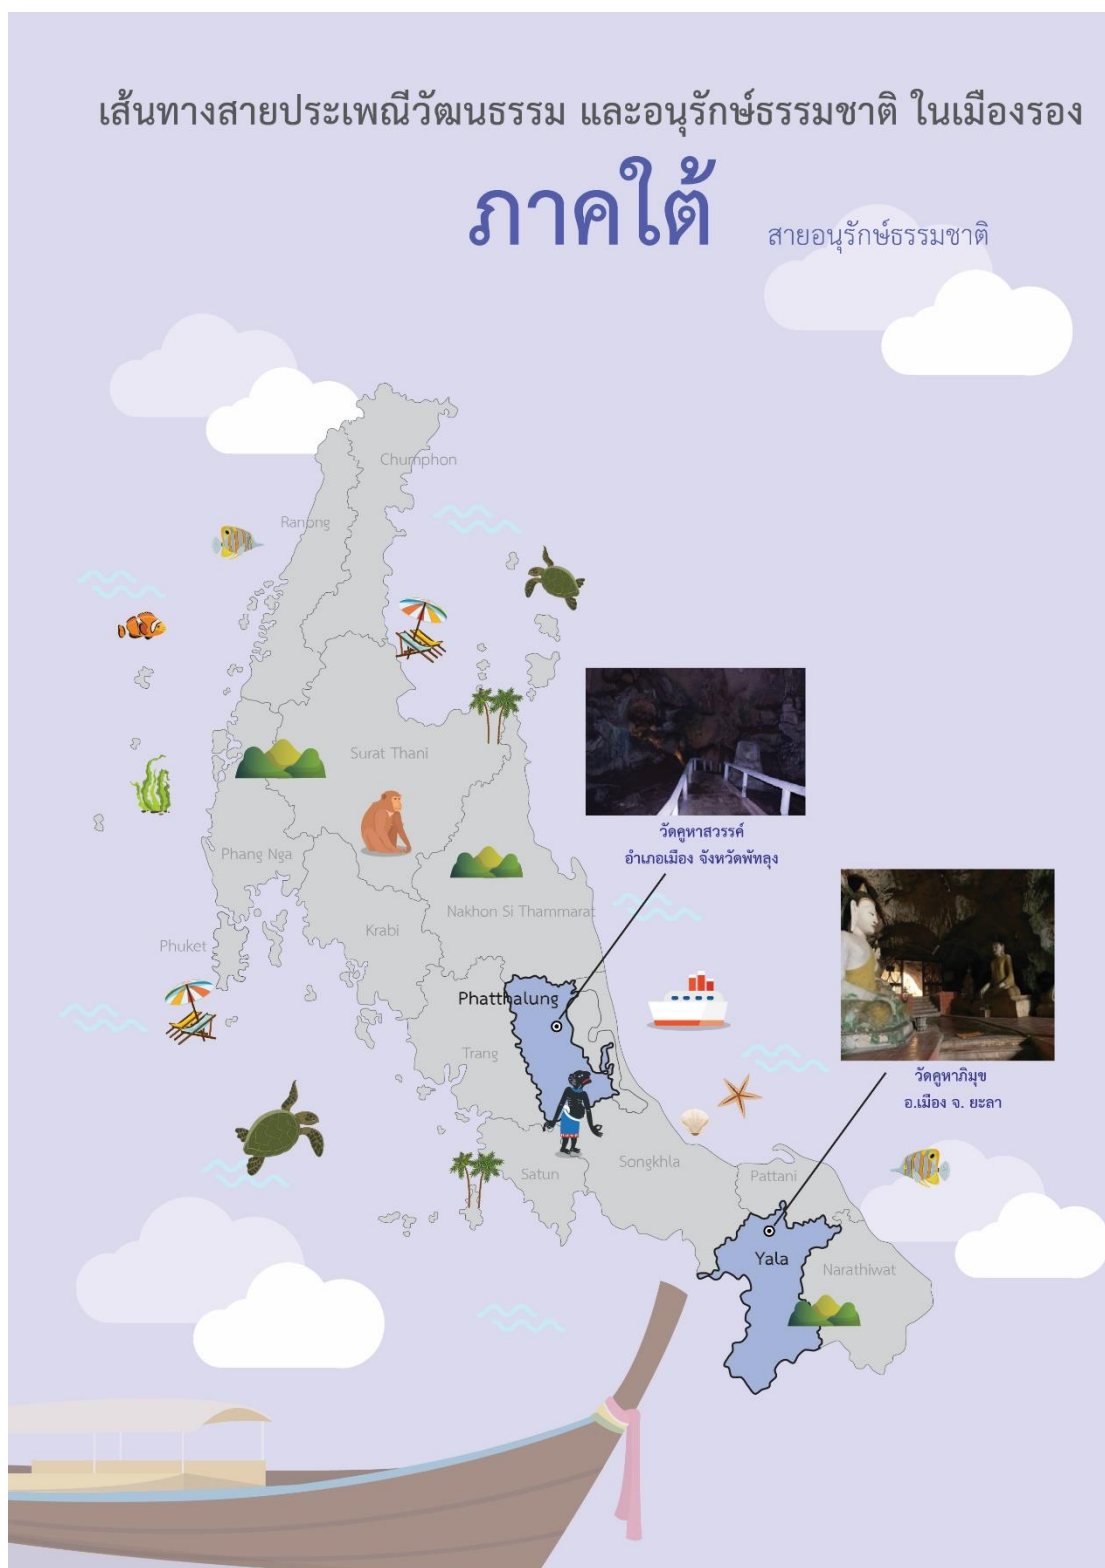 เส้นทางสายประเพณีวัฒนธรรม และอนุรักษ์ธรรมชาติ ในเมืองรอง
ภาคใต้
สายอนุรักษ์ธรรมชาติ
Chumphon
Ranong
Surat Thani
วัดคูหาสวรรค์
อำเภอเมือง จังหวัดพัทลุง
Phang Nga
Nakhon Si Thammarat
Krabi
Phuket
Phatthalung
Trang
วัดคูหาภิมุข
อ.เมือง จ. ยะลา
Songkhla
Satun
Pattani
Yala
Narathiwat